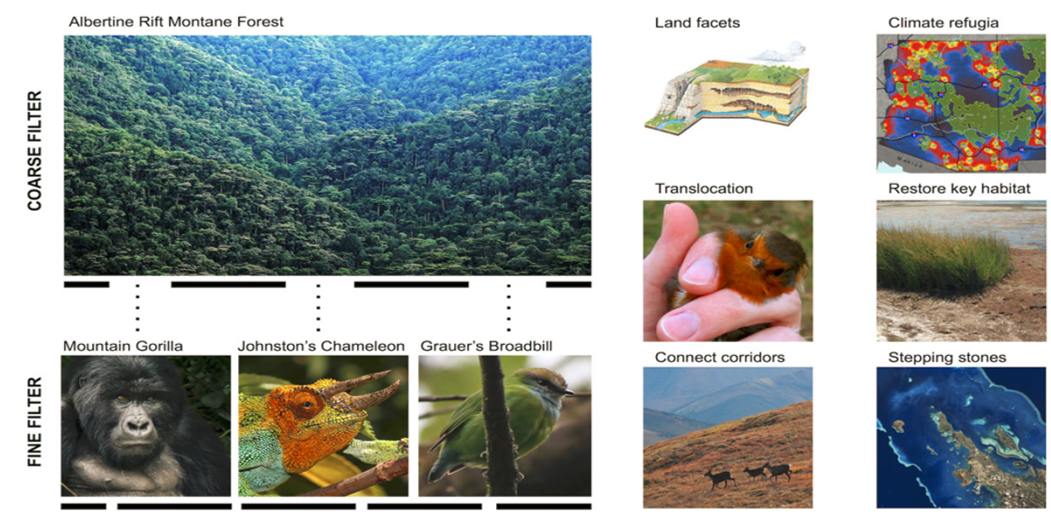 Albertine Rift Montane Forest
Land facets
Climate refugia
COARSE FILTER
Translocation
Restore key habitat
Mountain Gorilla
Johnston's Chameleon
Grauer's Broadbill
Connect corridors
Stepping stones
FINE FILTER